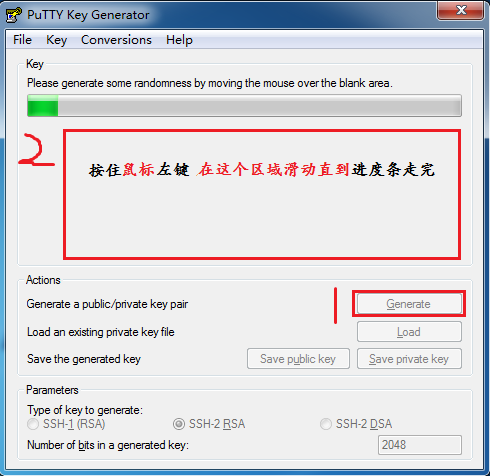 PuTTY Key Generator
File Key Conversions Help
Key
Please generate some randomness by moving the mouse over the blank area.
2
按住鼠标左键 在这个区域滑动直到进度条走完
Actions
Generate a public/private key pair
1
Generate
Load an existing private key file
Load
Save the generated key
Save public key
Save private key
Parameters
Type of key to generate:
SSH-1 (RSA)
SSH-2 RSA
SSH-2 DSA
Number of bits in a generated key:
2048